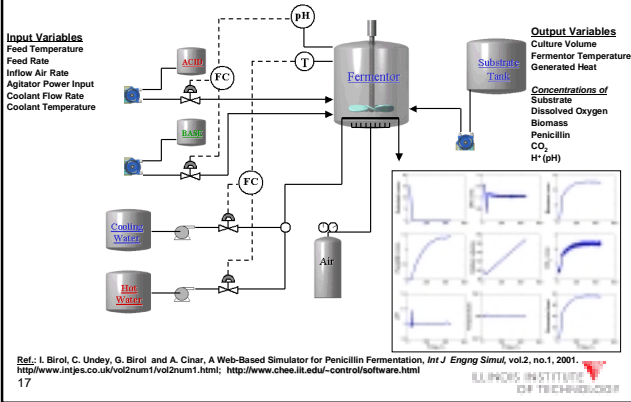 Input Variables
Feed Temperature
Feed Rate
Inflow Air Rate
Agitator Power Input
Coolant Flow Rate
Coolant Temperature
pH
ACID
FC
T
Fermentor
Substrate
Tank
BASE
FC
Cooling
Water
Air
Hot
Water
Output Variables
Culture Volume
Fermentor Temperature
Generated Heat
Concentrations of
Substrate
Dissolved Oxygen
Biomass
Penicillin
CO2
H+ (pH)
Ref.: I. Birol, C. Undey, G. Birol and A. Cinar, A Web-Based Simulator for Penicillin Fermentation, Int J Engng Simul, vol.2, no.1, 2001.
http//www.intjes.co.uk/vol2num1/vol2num1.html; http://www.chee.iit.edu/~control/software.html
17
ILLINOIS INSTITUTE
OF TECHNOLOGY